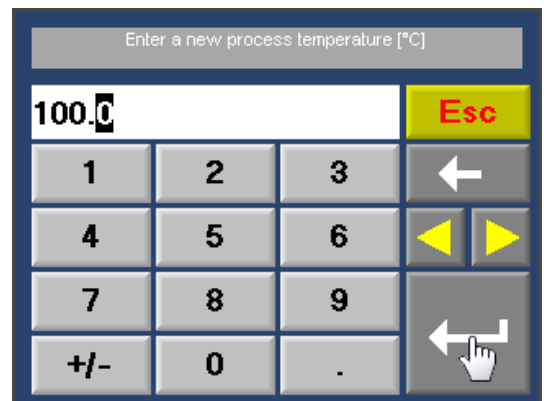 Enter a new process temperature [°C]
100.0 Esc
1 2 3
4 5 6
7 8 9
+/- 0 .